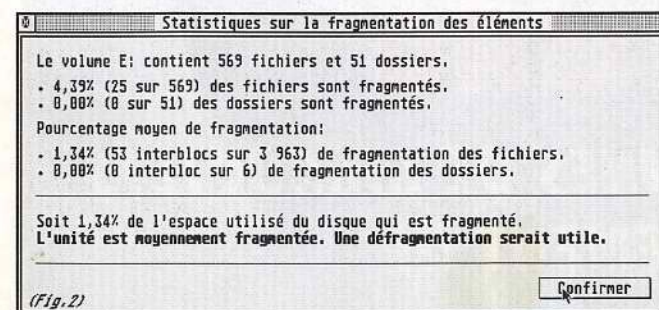 Statistiques sur la fragmentation des éléments
Le volume E: contient 569 fichiers et 51 dossiers.
. 4,39% (25 sur 569) des fichiers sont fragmentés.
. 0,00% (0 sur 51) des dossiers sont fragmentés.
Pourcentage moyen de fragmentation:
. 1,34% (53 interblocs sur 3 963) de fragmentation des fichiers.
. 0,00% (0 interbloc sur 6) de fragmentation des dossiers.
Soit 1,34% de l'espace utilisé du disque qui est fragmenté.
L'unité est moyennement fragmentée. Une défragmentation serait utile.
Confirmer
(Fig.2)